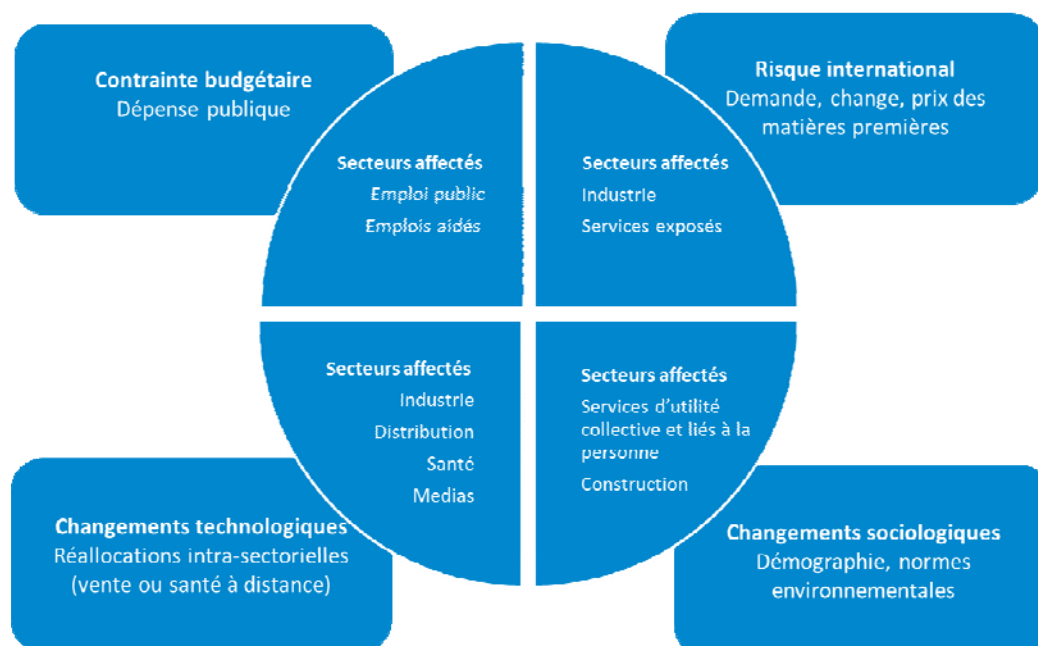 Contrainte budgétaire
Dépense publique
Risque international
Demande, change, prix des
matières premières
Secteurs affectés
Emploi public
Emplois aidés
Secteurs affectés
Industrie
Services exposés
Secteurs affectés
Industrie
Distribution
Santé
Medias
Secteurs affectés
Services d'utilité
collective et liés à la
personne
Construction
Changements technologiques
Réallocations intra-sectorielles
(vente ou santé à distance)
Changements sociologiques
Démographie, normes
environnementales